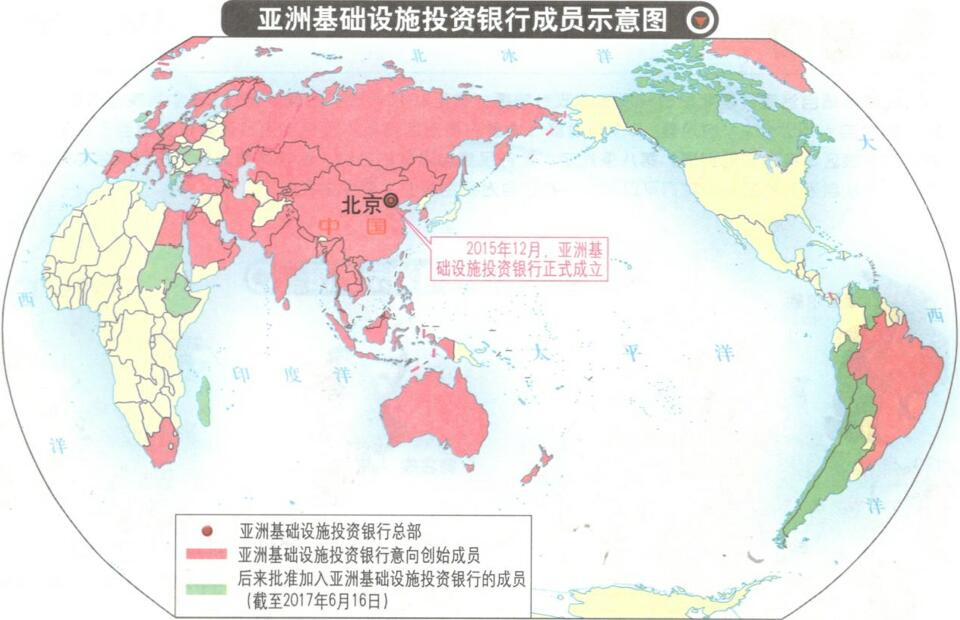 亚洲基础设施投资银行成员示意图
北 冰 洋
大
大
北京
中 国
2015年12月，亚洲基
础设施投资银行正式成立
西
西
太 平 洋
印 度 洋
洋
洋
亚洲基础设施投资银行总部
亚洲基础设施投资银行意向创始成员
后来批准加入亚洲基础设施投资银行的成员
(截至2017年6月16日)